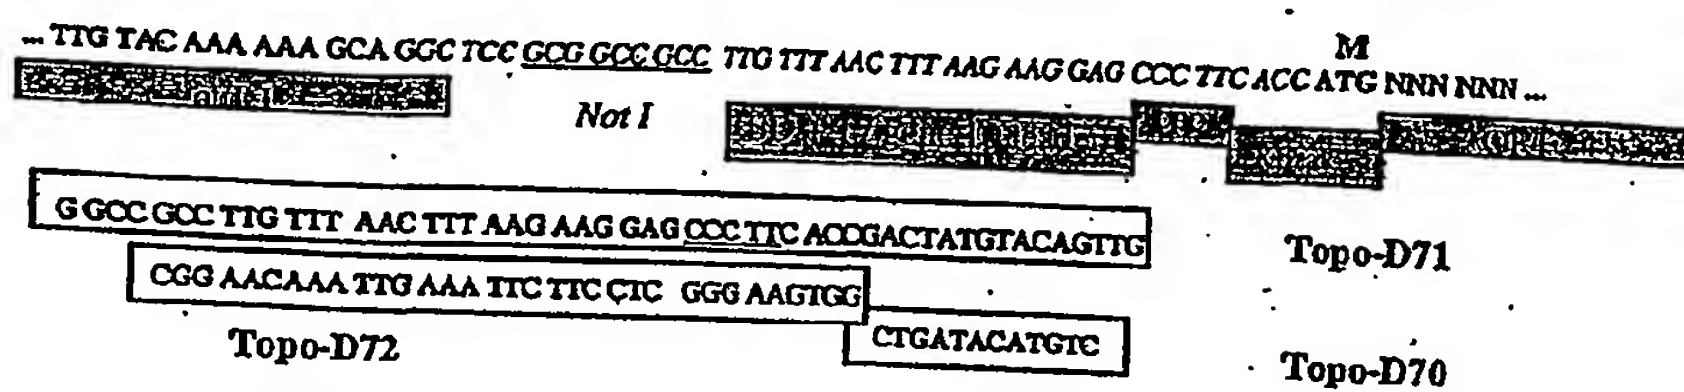 M
... TTG TAC AAA AAA GCA GGC TCC GCG GCC GCC TTG TTT AAC TTT AAG AAG GAG CCC TTC ACC ATG NNN NNN ...
Not I
G GCC GCC TTG TTT AAC TTT AAG AAG GAG CCC TTC ACCGACTATGTACAGTTG
Topo-D71
CGG AACAAA TTG AAA TTC TTC CTC GGG AAGTGG
CTGATACATGTC
Topo-D72
Topo-D70